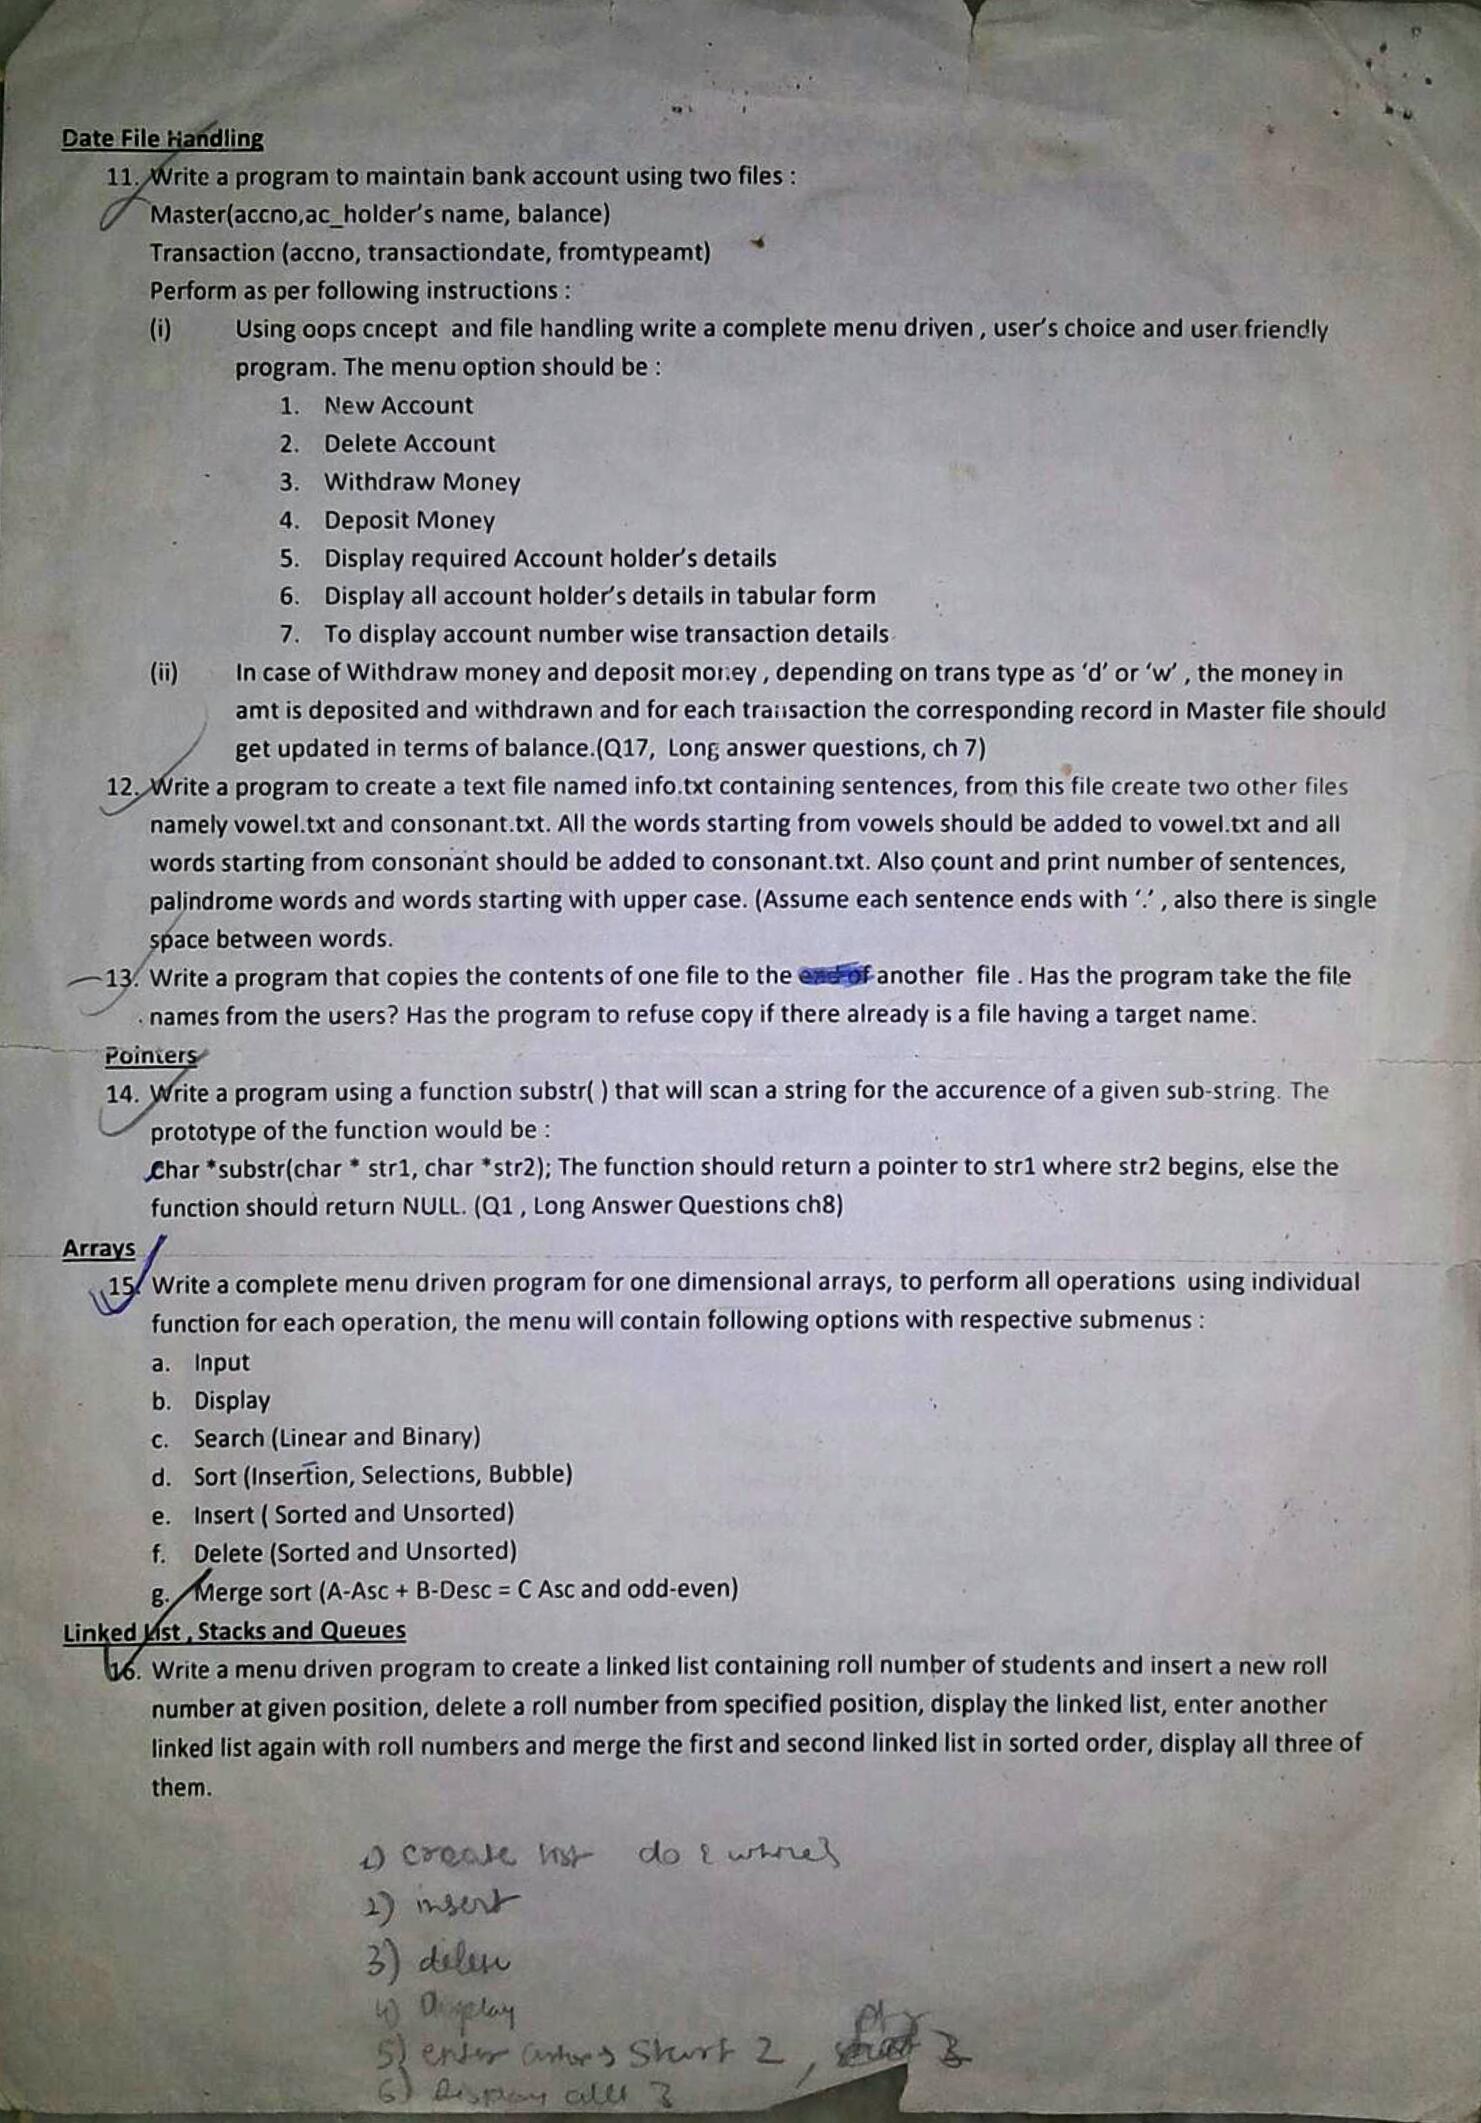 Date File Handling
11. Write a program to maintain bank account using two files :
Master(accno,ac_holder's name, balance)
Transaction (accno, transactiondate, fromtypeamt)
Perform as per following instructions :
(i) Using oops cncept and file handling write a complete menu driven , user's choice and user friendly
program. The menu option should be :
1. New Account
2. Delete Account
3. Withdraw Money
4. Deposit Money
5. Display required Account holder's details
6. Display all account holder's details in tabular form
7. To display account number wise transaction details
(ii) In case of Withdraw money and deposit money , depending on trans type as 'd' or 'w' , the money in
amt is deposited and withdrawn and for each transaction the corresponding record in Master file should
get updated in terms of balance.(Q17, Long answer questions, ch 7)
12. Write a program to create a text file named info.txt containing sentences, from this file create two other files
namely vowel.txt and consonant.txt. All the words starting from vowels should be added to vowel.txt and all
words starting from consonant should be added to consonant.txt. Also count and print number of sentences,
palindrome words and words starting with upper case. (Assume each sentence ends with '.' , also there is single
space between words.
13. Write a program that copies the contents of one file to the end of another file . Has the program take the file
names from the users? Has the program to refuse copy if there already is a file having a target name.
Pointers
14. Write a program using a function substr( ) that will scan a string for the accurence of a given sub-string. The
prototype of the function would be :
Char *substr(char * str1, char *str2); The function should return a pointer to str1 where str2 begins, else the
function should return NULL. (Q1 , Long Answer Questions ch8)
Arrays
15. Write a complete menu driven program for one dimensional arrays, to perform all operations using individual
function for each operation, the menu will contain following options with respective submenus :
a. Input
b. Display
c. Search (Linear and Binary)
d. Sort (Insertion, Selections, Bubble)
e. Insert ( Sorted and Unsorted)
f. Delete (Sorted and Unsorted)
g. Merge sort (A-Asc + B-Desc = C Asc and odd-even)
Linked List , Stacks and Queues
16. Write a menu driven program to create a linked list containing roll number of students and insert a new roll
number at given position, delete a roll number from specified position, display the linked list, enter another
linked list again with roll numbers and merge the first and second linked list in sorted order, display all three of
them.
1) create list do
2) insert
3) delete
4) Display
5) enter Start 2 , 3
6) Display all 3